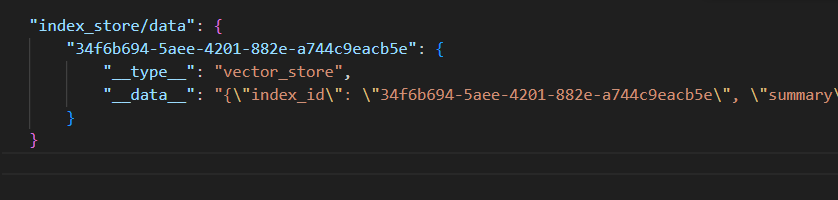 "index_store/data": {
"34f6b694-5aee-4201-882e-a744c9eacb5e": {
"__type__": "vector_store",
"__data__": "{\"index_id\": \"34f6b694-5aee-4201-882e-a744c9eacb5e\", \"summary\
}
}